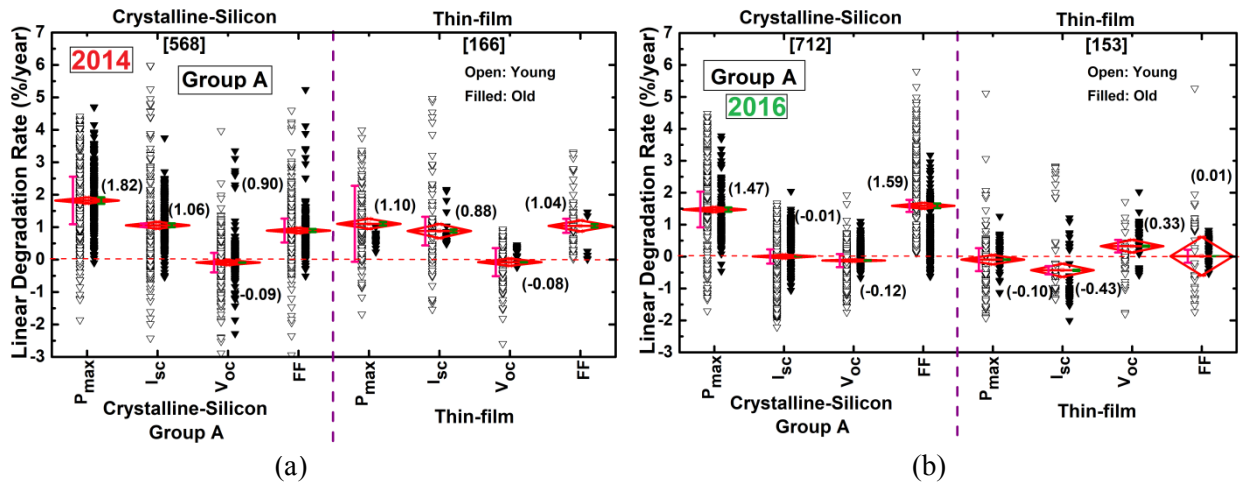 Crystalline-Silicon Thin-film
[568] [166]
2014
Group A
Open: Young
Filled: Old
Linear Degradation Rate (%/year)
7
6
5
4
3
2
1
0
-1
-2
-3
(1.82)
(1.06)
(0.90)
(-0.09)
(1.10)
(0.88)
(1.04)
(-0.08)
Pmax Isc Voc FF Pmax Isc Voc FF
Crystalline-Silicon Thin-film
Group A
(a)
Crystalline-Silicon Thin-film
[712] [153]
Group A
2016
Open: Young
Filled: Old
Linear Degradation Rate (%/year)
7
6
5
4
3
2
1
0
-1
-2
-3
(1.47)
(-0.01)
(1.59)
(-0.12)
(0.01)
(0.33)
(-0.10)
(-0.43)
Pmax Isc Voc FF Pmax Isc Voc FF
Crystalline-Silicon Thin-film
Group A
(b)